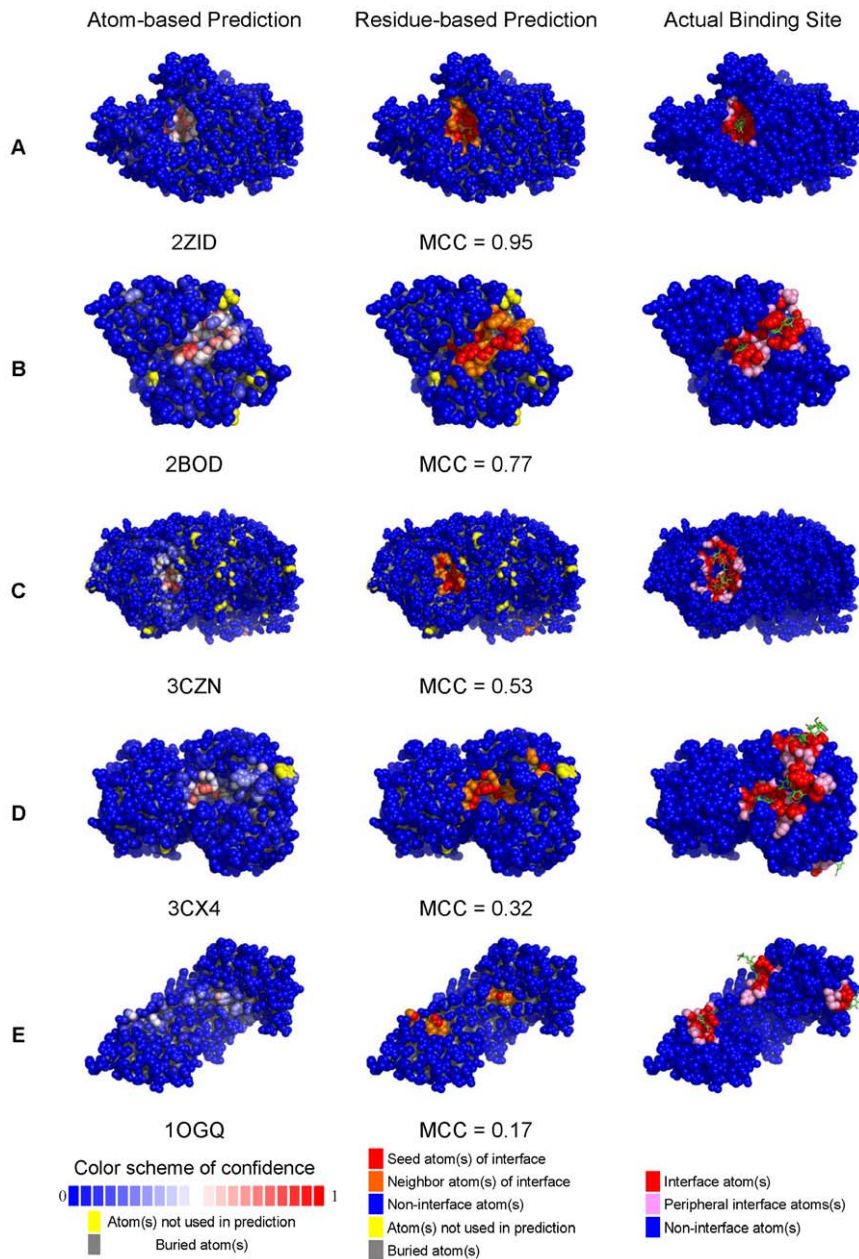 Atom-based Prediction Residue-based Prediction Actual Binding Site
A
2ZID MCC = 0.95
B
2BOD MCC = 0.77
C
3CZN MCC = 0.53
D
3CX4 MCC = 0.32
E
1OGQ MCC = 0.17
Color scheme of confidence
0 1
Atom(s) not used in prediction
Buried atom(s)
Seed atom(s) of interface
Neighbor atom(s) of interface
Non-interface atom(s)
Atom(s) not used in prediction
Buried atom(s)
Interface atom(s)
Peripheral interface atoms(s)
Non-interface atom(s)